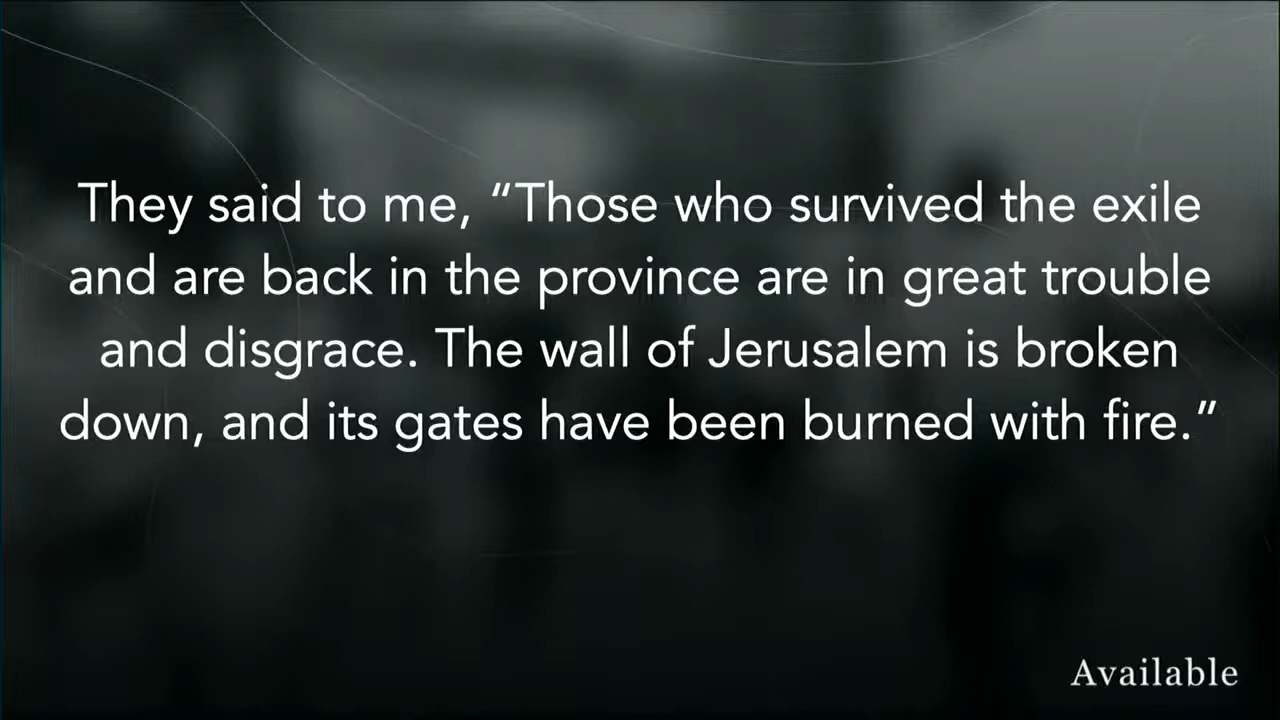 They said to me, “Those who survived the exile
and are back in the province are in great trouble
and disgrace. The wall of Jerusalem is broken
down, and its gates have been burned with fire.”
Available